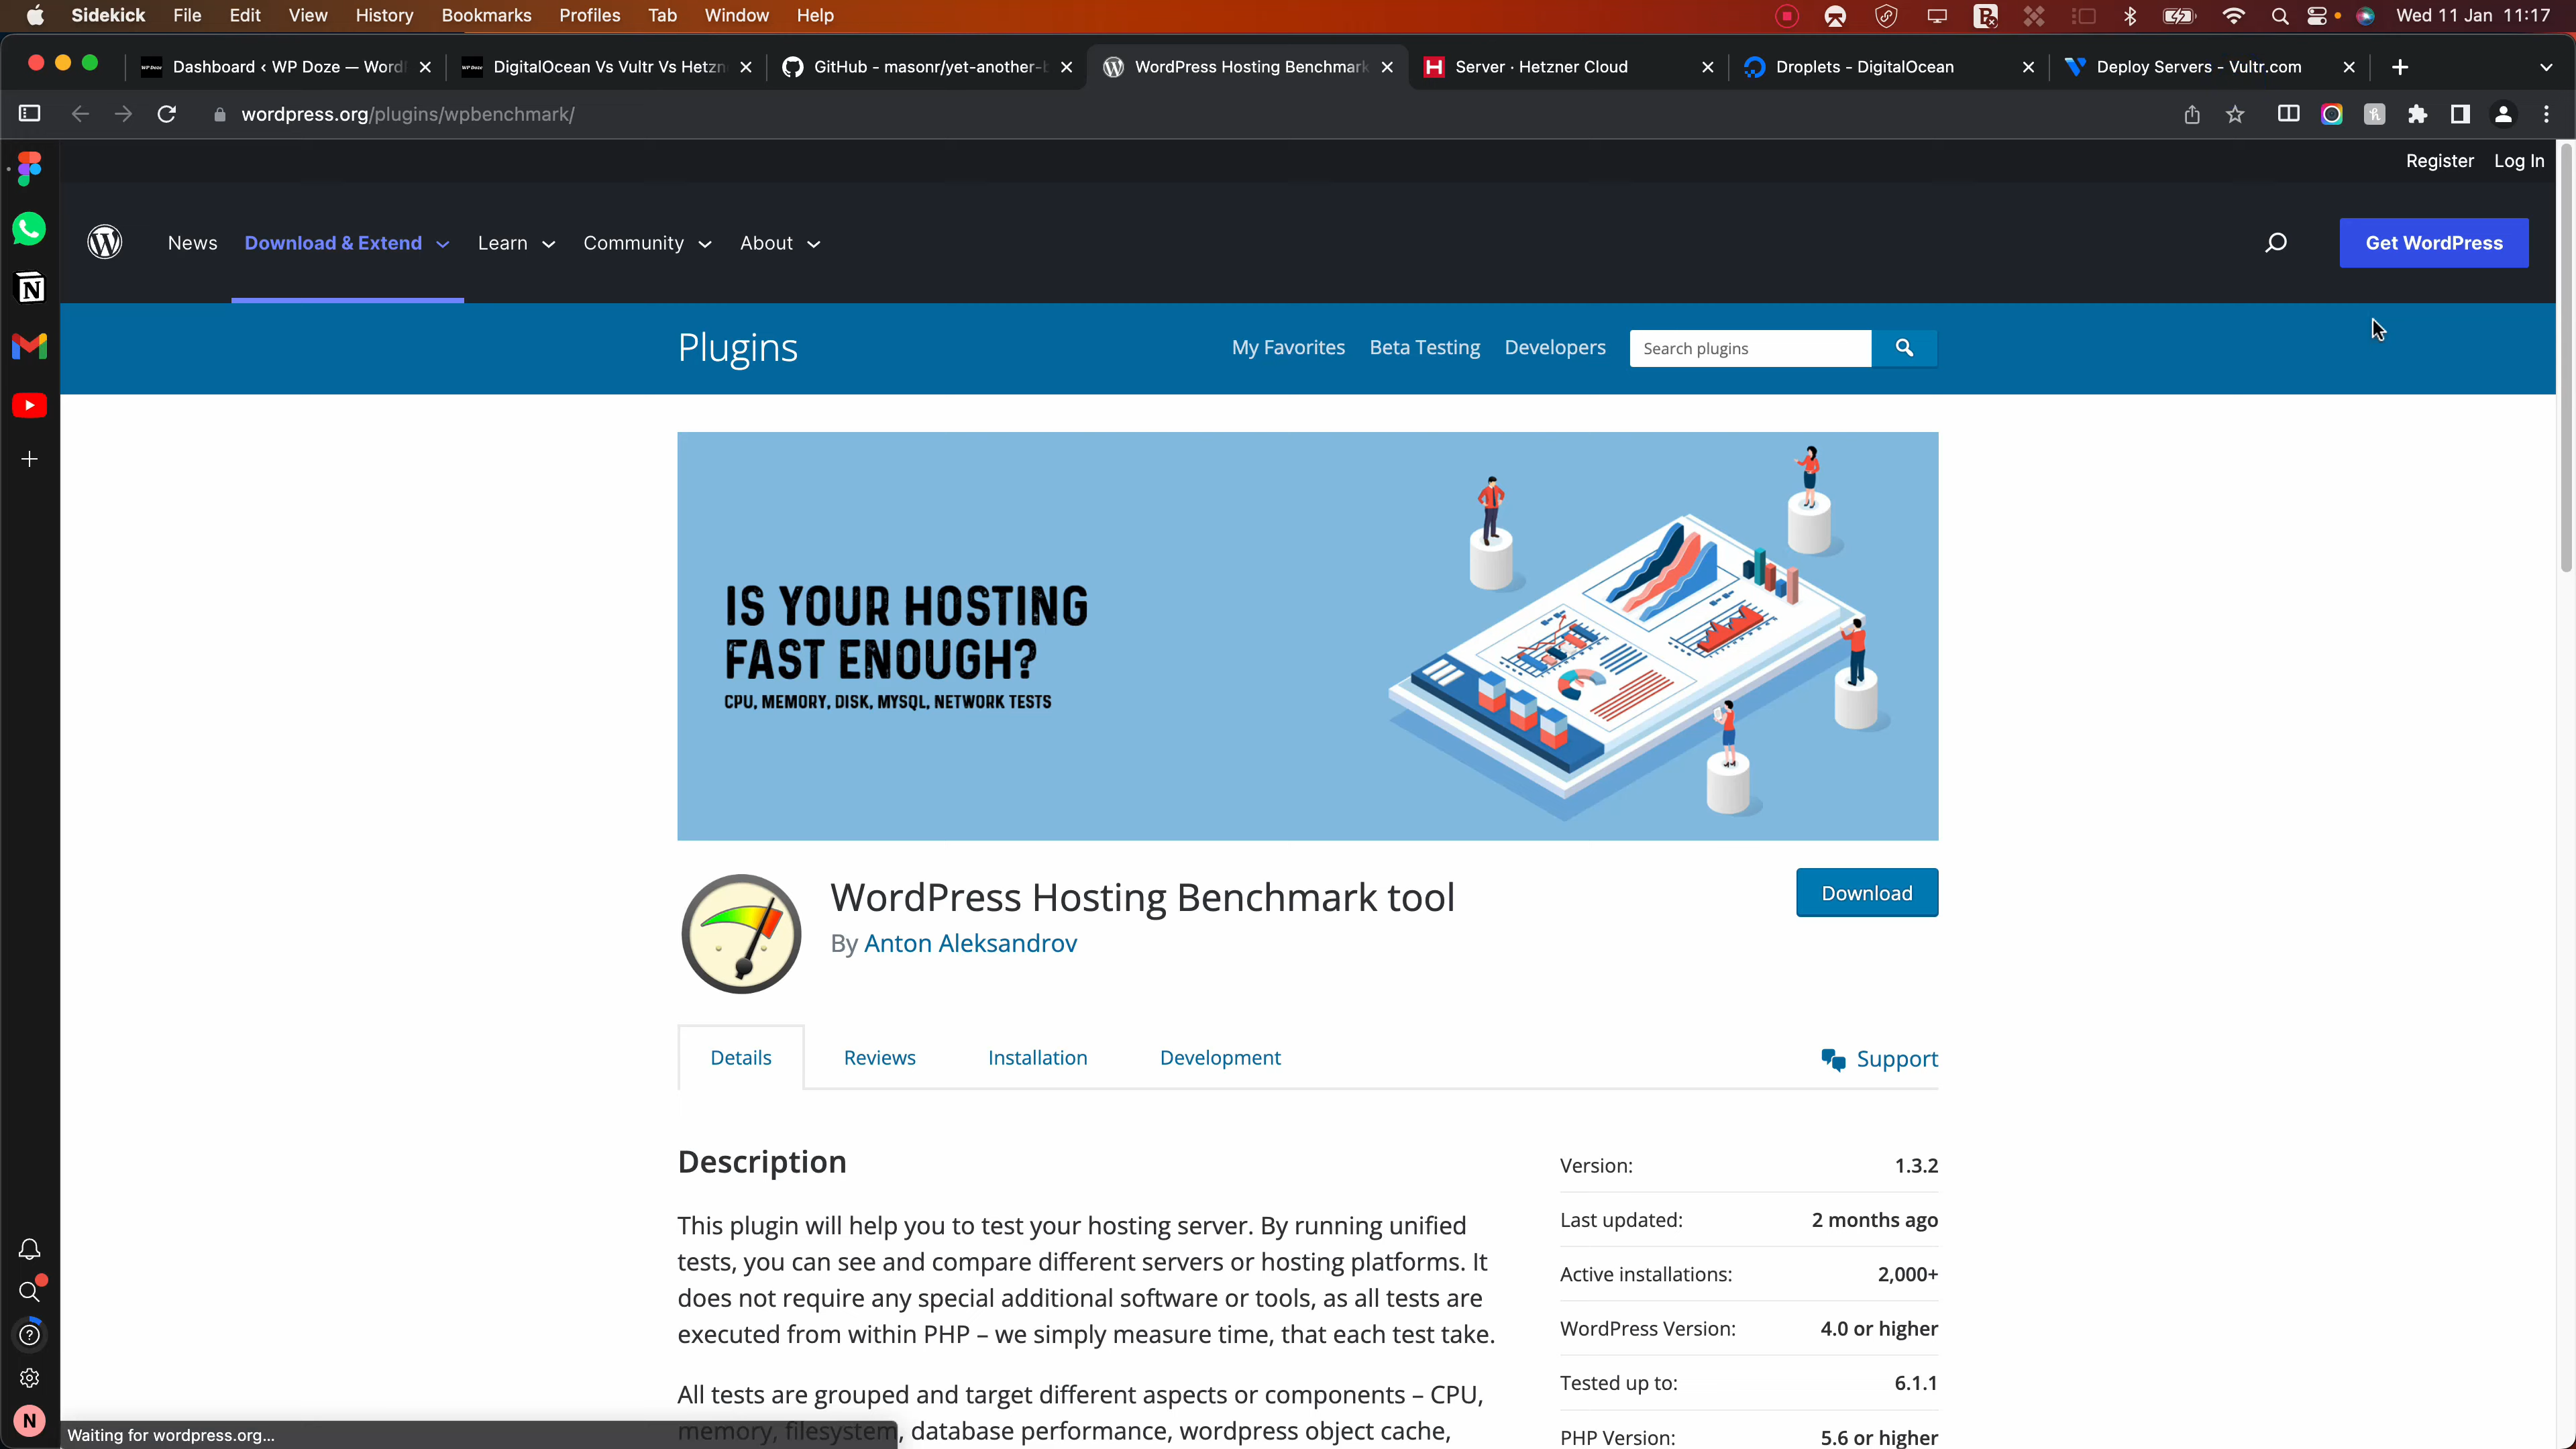 Sidekick File Edit View History Bookmarks Profiles Tab Window Help Wed 11 Jan 11:17
Dashboard ‹ WP Doze — Word DigitalOcean Vs Vultr Vs Hetzn GitHub - masonr/yet-another-b WordPress Hosting Benchmark Server · Hetzner Cloud Droplets - DigitalOcean Deploy Servers - Vultr.com
wordpress.org/plugins/wpbenchmark/
Register Log In
News Download & Extend Learn Community About Get WordPress
Plugins My Favorites Beta Testing Developers Search plugins
IS YOUR HOSTING
FAST ENOUGH?
CPU, MEMORY, DISK, MYSQL, NETWORK TESTS
WordPress Hosting Benchmark tool
Download
By Anton Aleksandrov
Details Reviews Installation Development Support
Description
This plugin will help you to test your hosting server. By running unified
tests, you can see and compare different servers or hosting platforms. It
does not require any special additional software or tools, as all tests are
executed from within PHP – we simply measure time, that each test take.
All tests are grouped and target different aspects or components – CPU,
memory, filesystem, database performance, wordpress object cache,
Version: 1.3.2
Last updated: 2 months ago
Active installations: 2,000+
WordPress Version: 4.0 or higher
Tested up to: 6.1.1
PHP Version: 5.6 or higher
N
Waiting for wordpress.org...